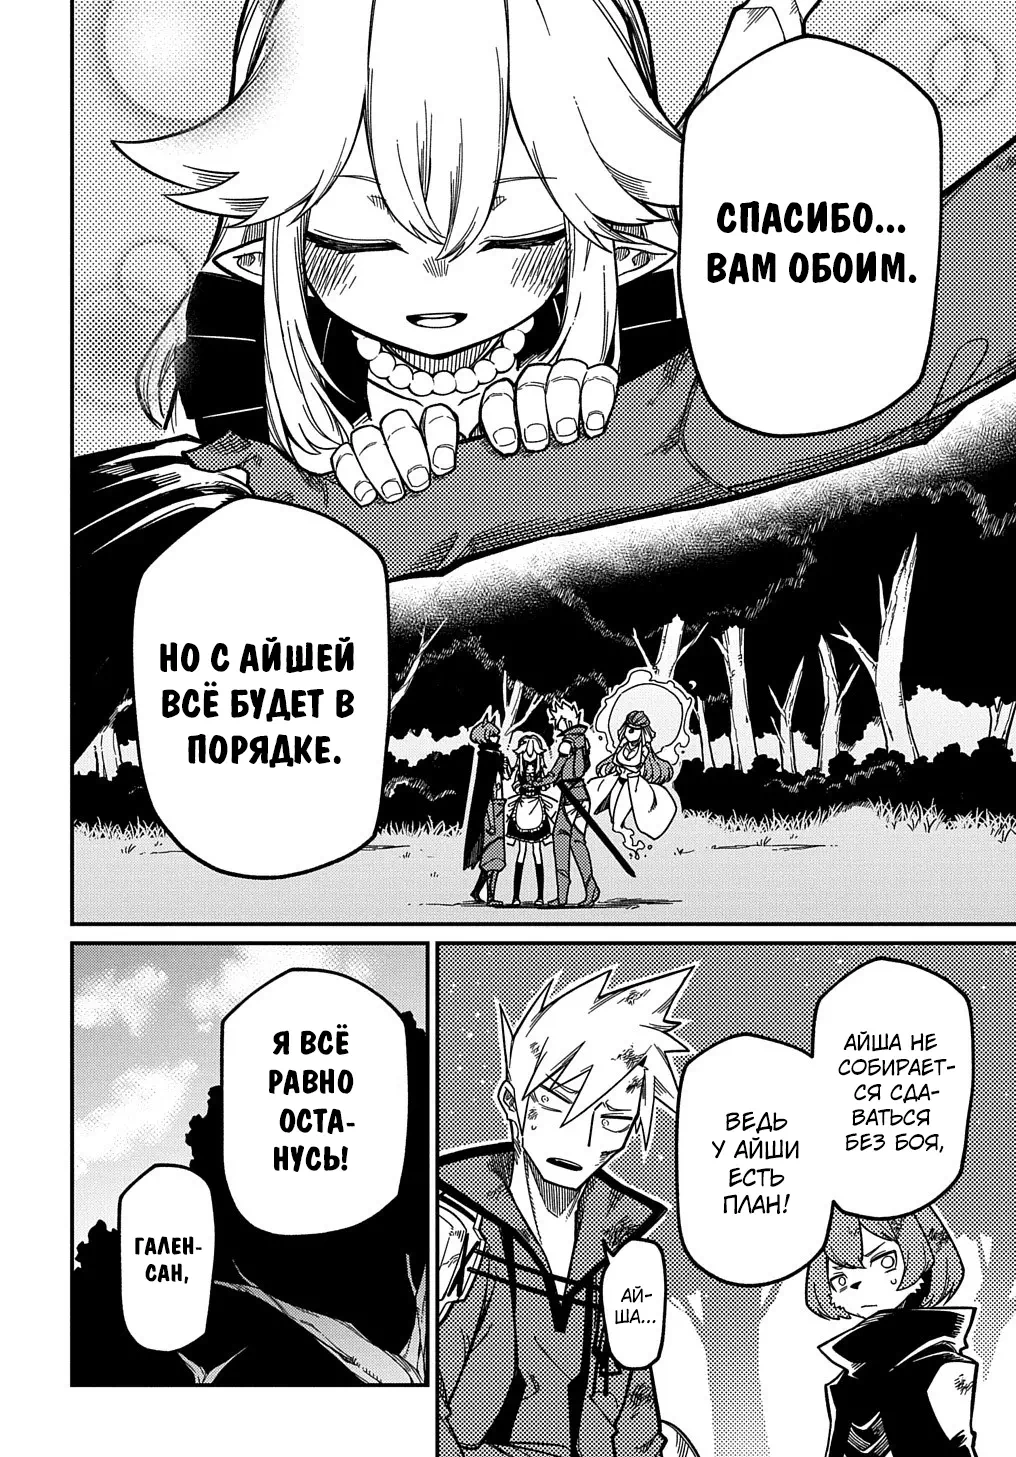 СПАСИБО...
ВАМ ОБОИМ.
НО С АЙШЕЙ
ВСЁ БУДЕТ В
ПОРЯДКЕ.
АЙША НЕ
СОБИРАЕТ-
СЯ СДА-
ВАТЬСЯ
БЕЗ БОЯ,
ВЕДЬ
У АЙШИ
ЕСТЬ
ПЛАН!
АЙ-
ША...
Я ВСЁ
РАВНО
ОСТА-
НУСЬ!
ГАЛЕН-
САН,